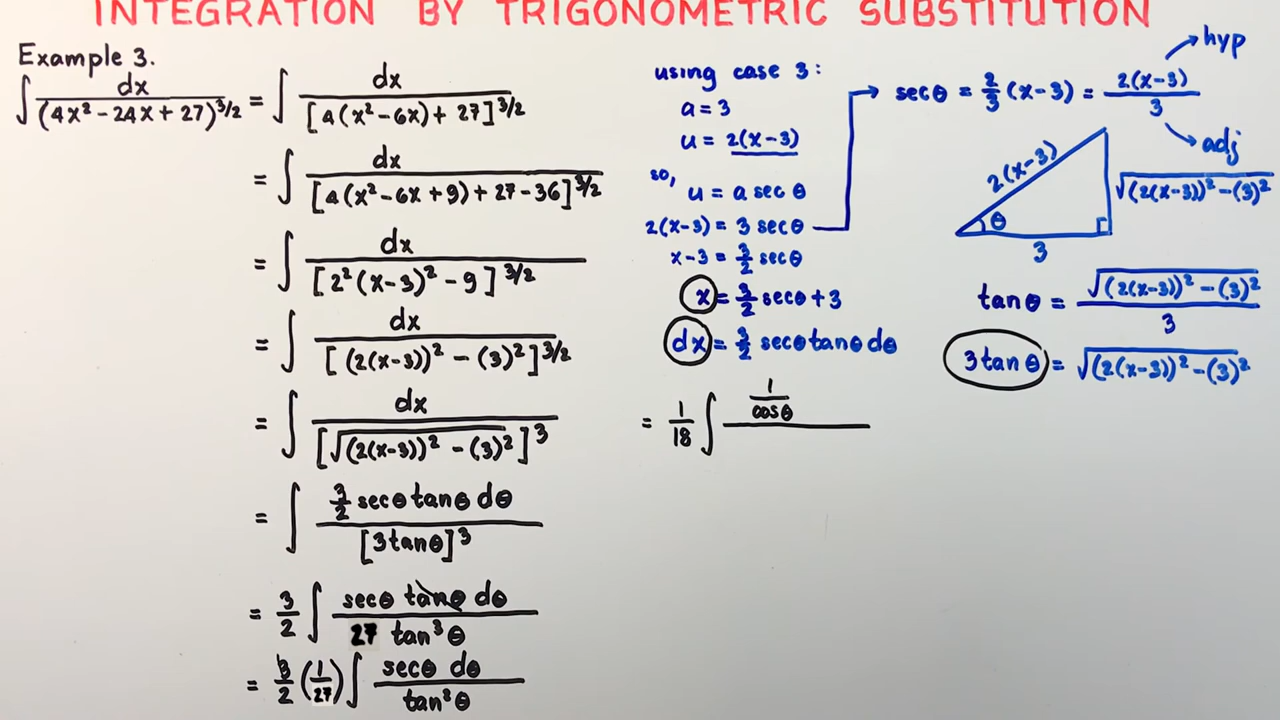 INTEGRATION BY TRIGONOMETRIC SUBSTITUTION
Example 3.
∫ dx/(4x² - 24x + 27)^3/2 = ∫ dx/[4(x² - 6x) + 27]^3/2
= ∫ dx/[4(x² - 6x + 9) + 27 - 36]^3/2
= ∫ dx/[2²(x-3)² - 9]^3/2
= ∫ dx/[(2(x-3))² - (3)²]^3/2
= ∫ dx/[√(2(x-3))² - (3)²]³
= ∫ 3/2 secθ tanθ dθ/[3tanθ]³
= 3/2 ∫ secθ tanθ dθ/27 tan³θ
= 3/2 (1/27) ∫ secθ dθ/tan²θ
using case 3:
a = 3
u = 2(x-3)
so,
u = a sec θ
2(x-3) = 3 secθ
x-3 = 3/2 secθ
x = 3/2 secθ + 3
dx = 3/2 secθ tanθ dθ
= 1/18 ∫ 1/cosθ
secθ = 2/3 (x-3) = 2(x-3)/3
hyp
adj
2(x-3)
θ
3
√(2(x-3))² - (3)²
tanθ = √(2(x-3))² - (3)²/3
3tanθ = √(2(x-3))² - (3)²